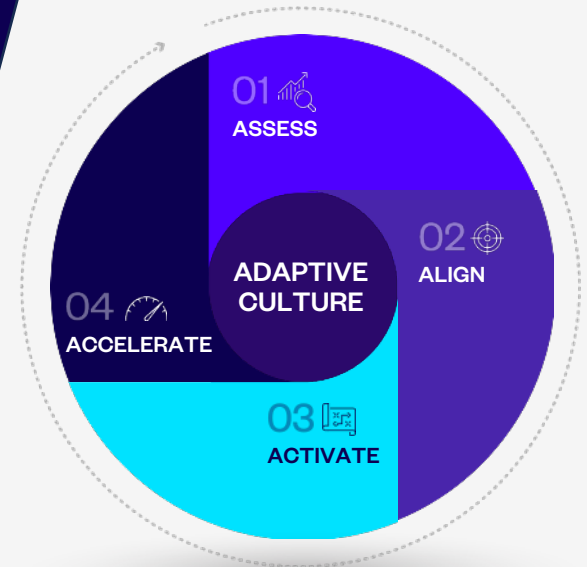 01
ASSESS
02
ALIGN
ADAPTIVE
CULTURE
03
ACTIVATE
04
ACCELERATE